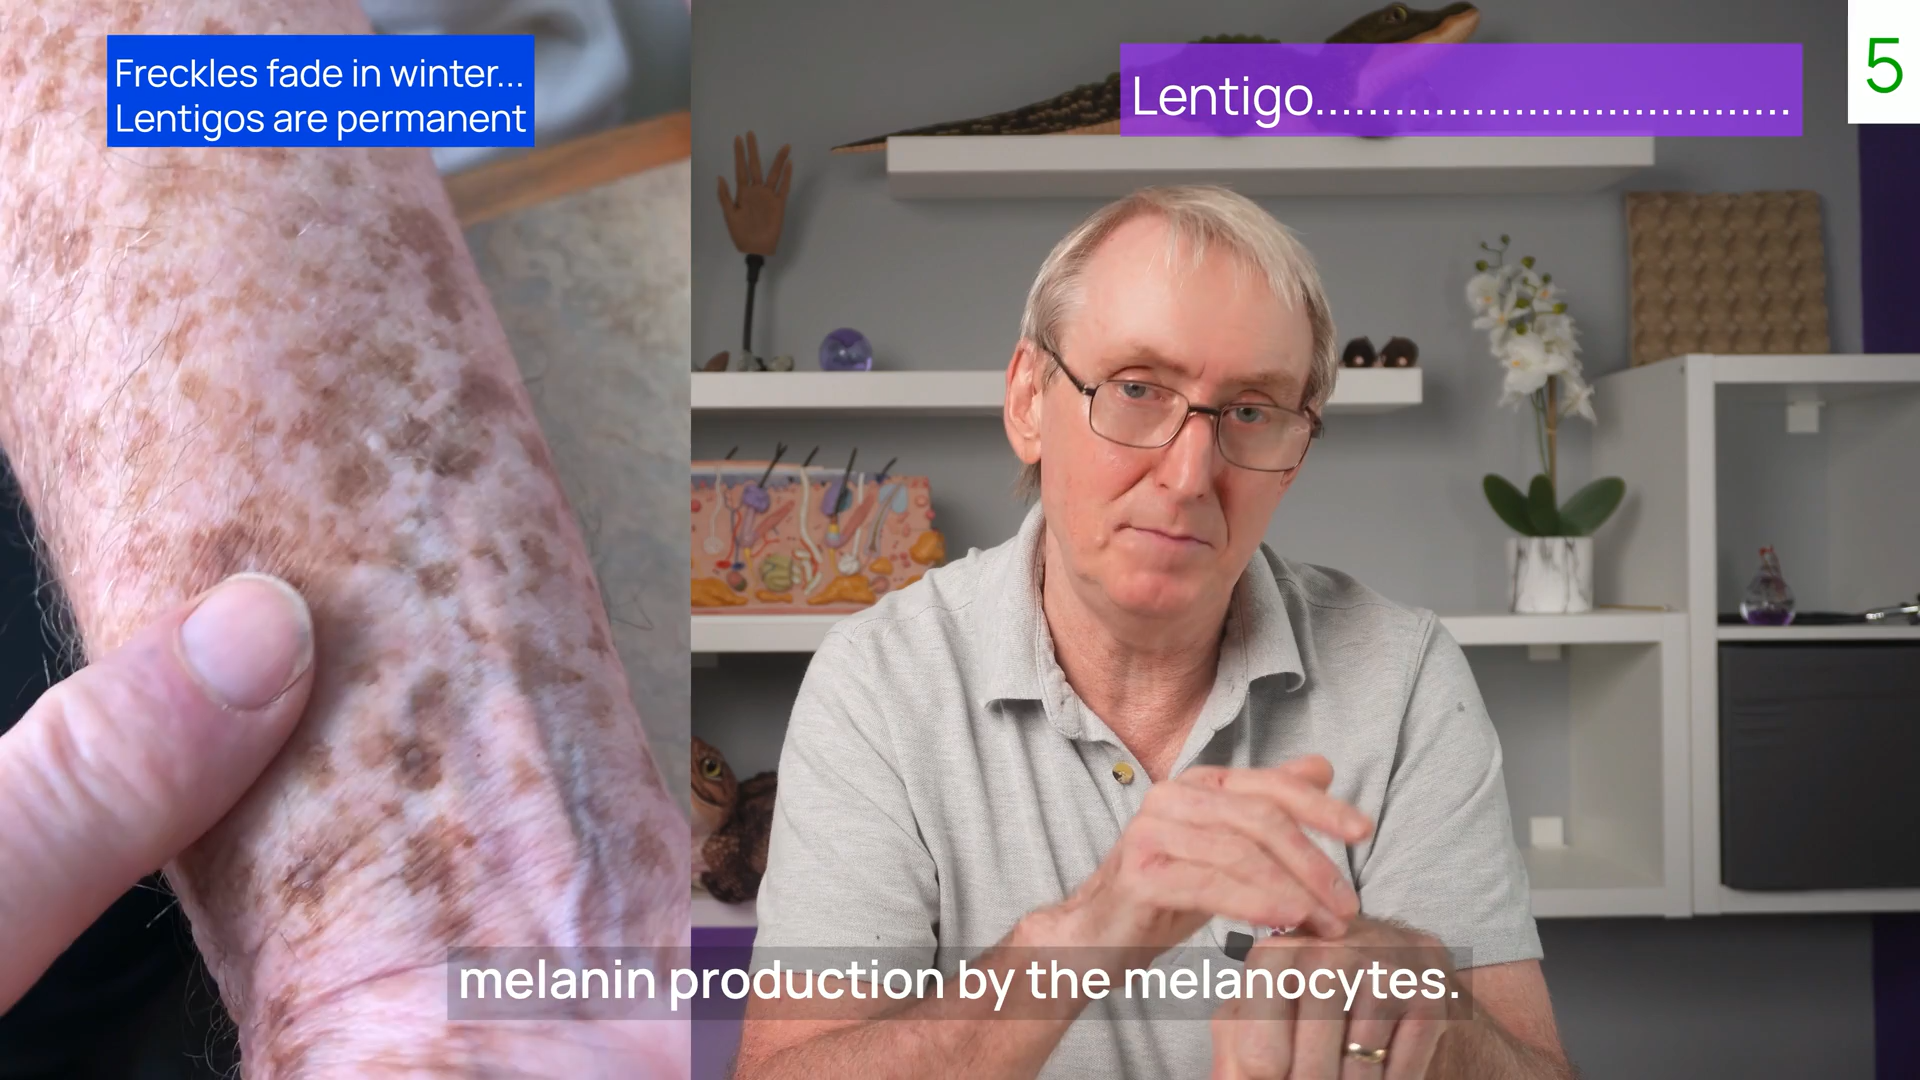 Freckles fade in winter...
Lentigos are permanent
Lentigo....................................
5
melanin production by the melanocytes.